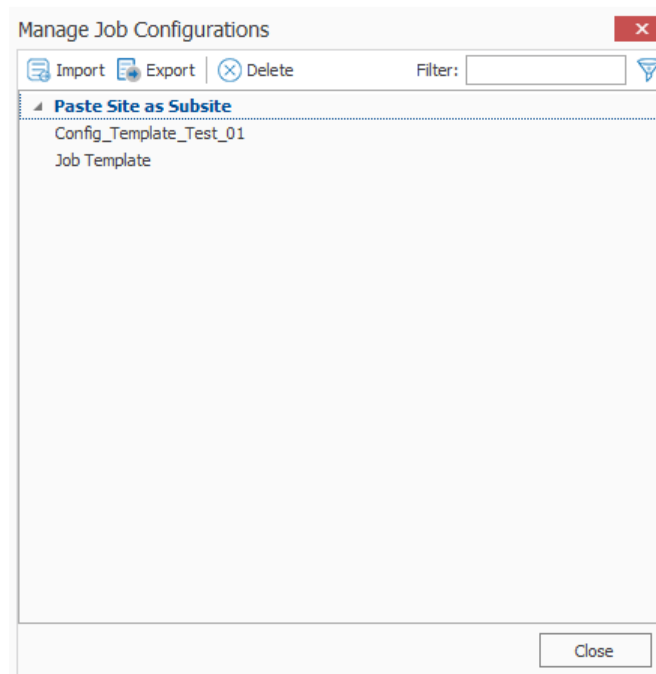 Manage Job Configurations
Import Export Delete Filter:
Paste Site as Subsite
Config_Template_Test_01
Job Template
Close